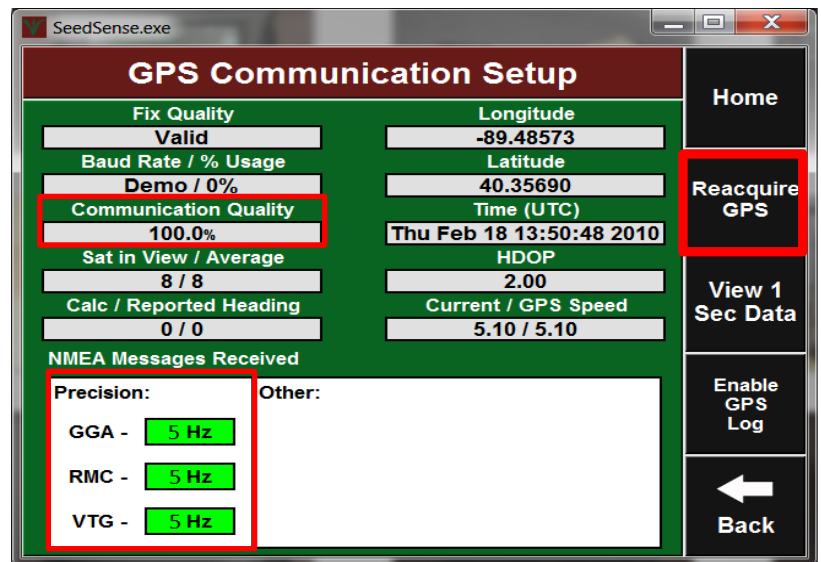 SeedSense.exe
GPS Communication Setup
Fix Quality
Valid
Baud Rate / % Usage
Demo / 0%
Communication Quality
100.0%
Sat in View / Average
8 / 8
Calc / Reported Heading
0 / 0
Longitude
-89.48573
Latitude
40.35690
Time (UTC)
Thu Feb 18 13:50:48 2010
HDOP
2.00
Current / GPS Speed
5.10 / 5.10
NMEA Messages Received
Precision:
GGA - 5 Hz
RMC - 5 Hz
VTG - 5 Hz
Other:
Home
Reacquire
GPS
View 1
Sec Data
Enable
GPS
Log
Back